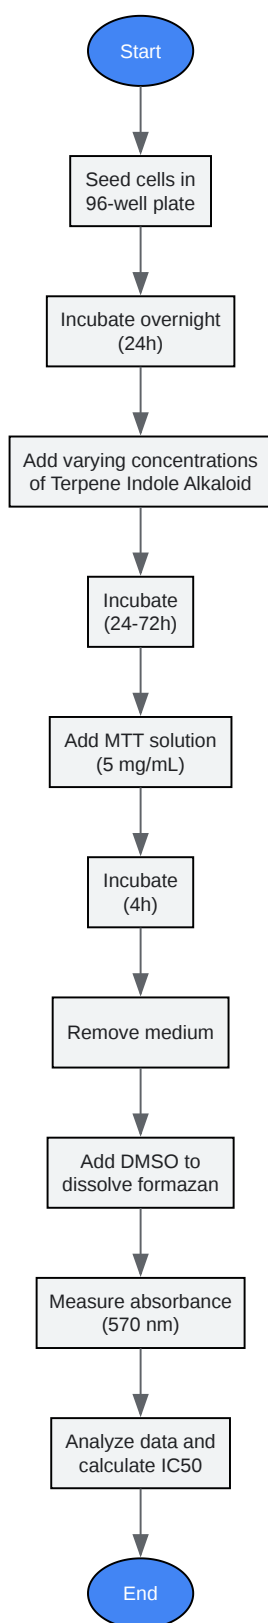 Start
Seed cells in
96-well plate
Incubate overnight
(24h)
Add varying concentrations
of Terpene Indole Alkaloid
Incubate
(24-72h)
Add MTT solution
(5 mg/mL)
Incubate
(4h)
Remove medium
Add DMSO to
dissolve formazan
Measure absorbance
(570 nm)
Analyze data and
calculate IC50
End